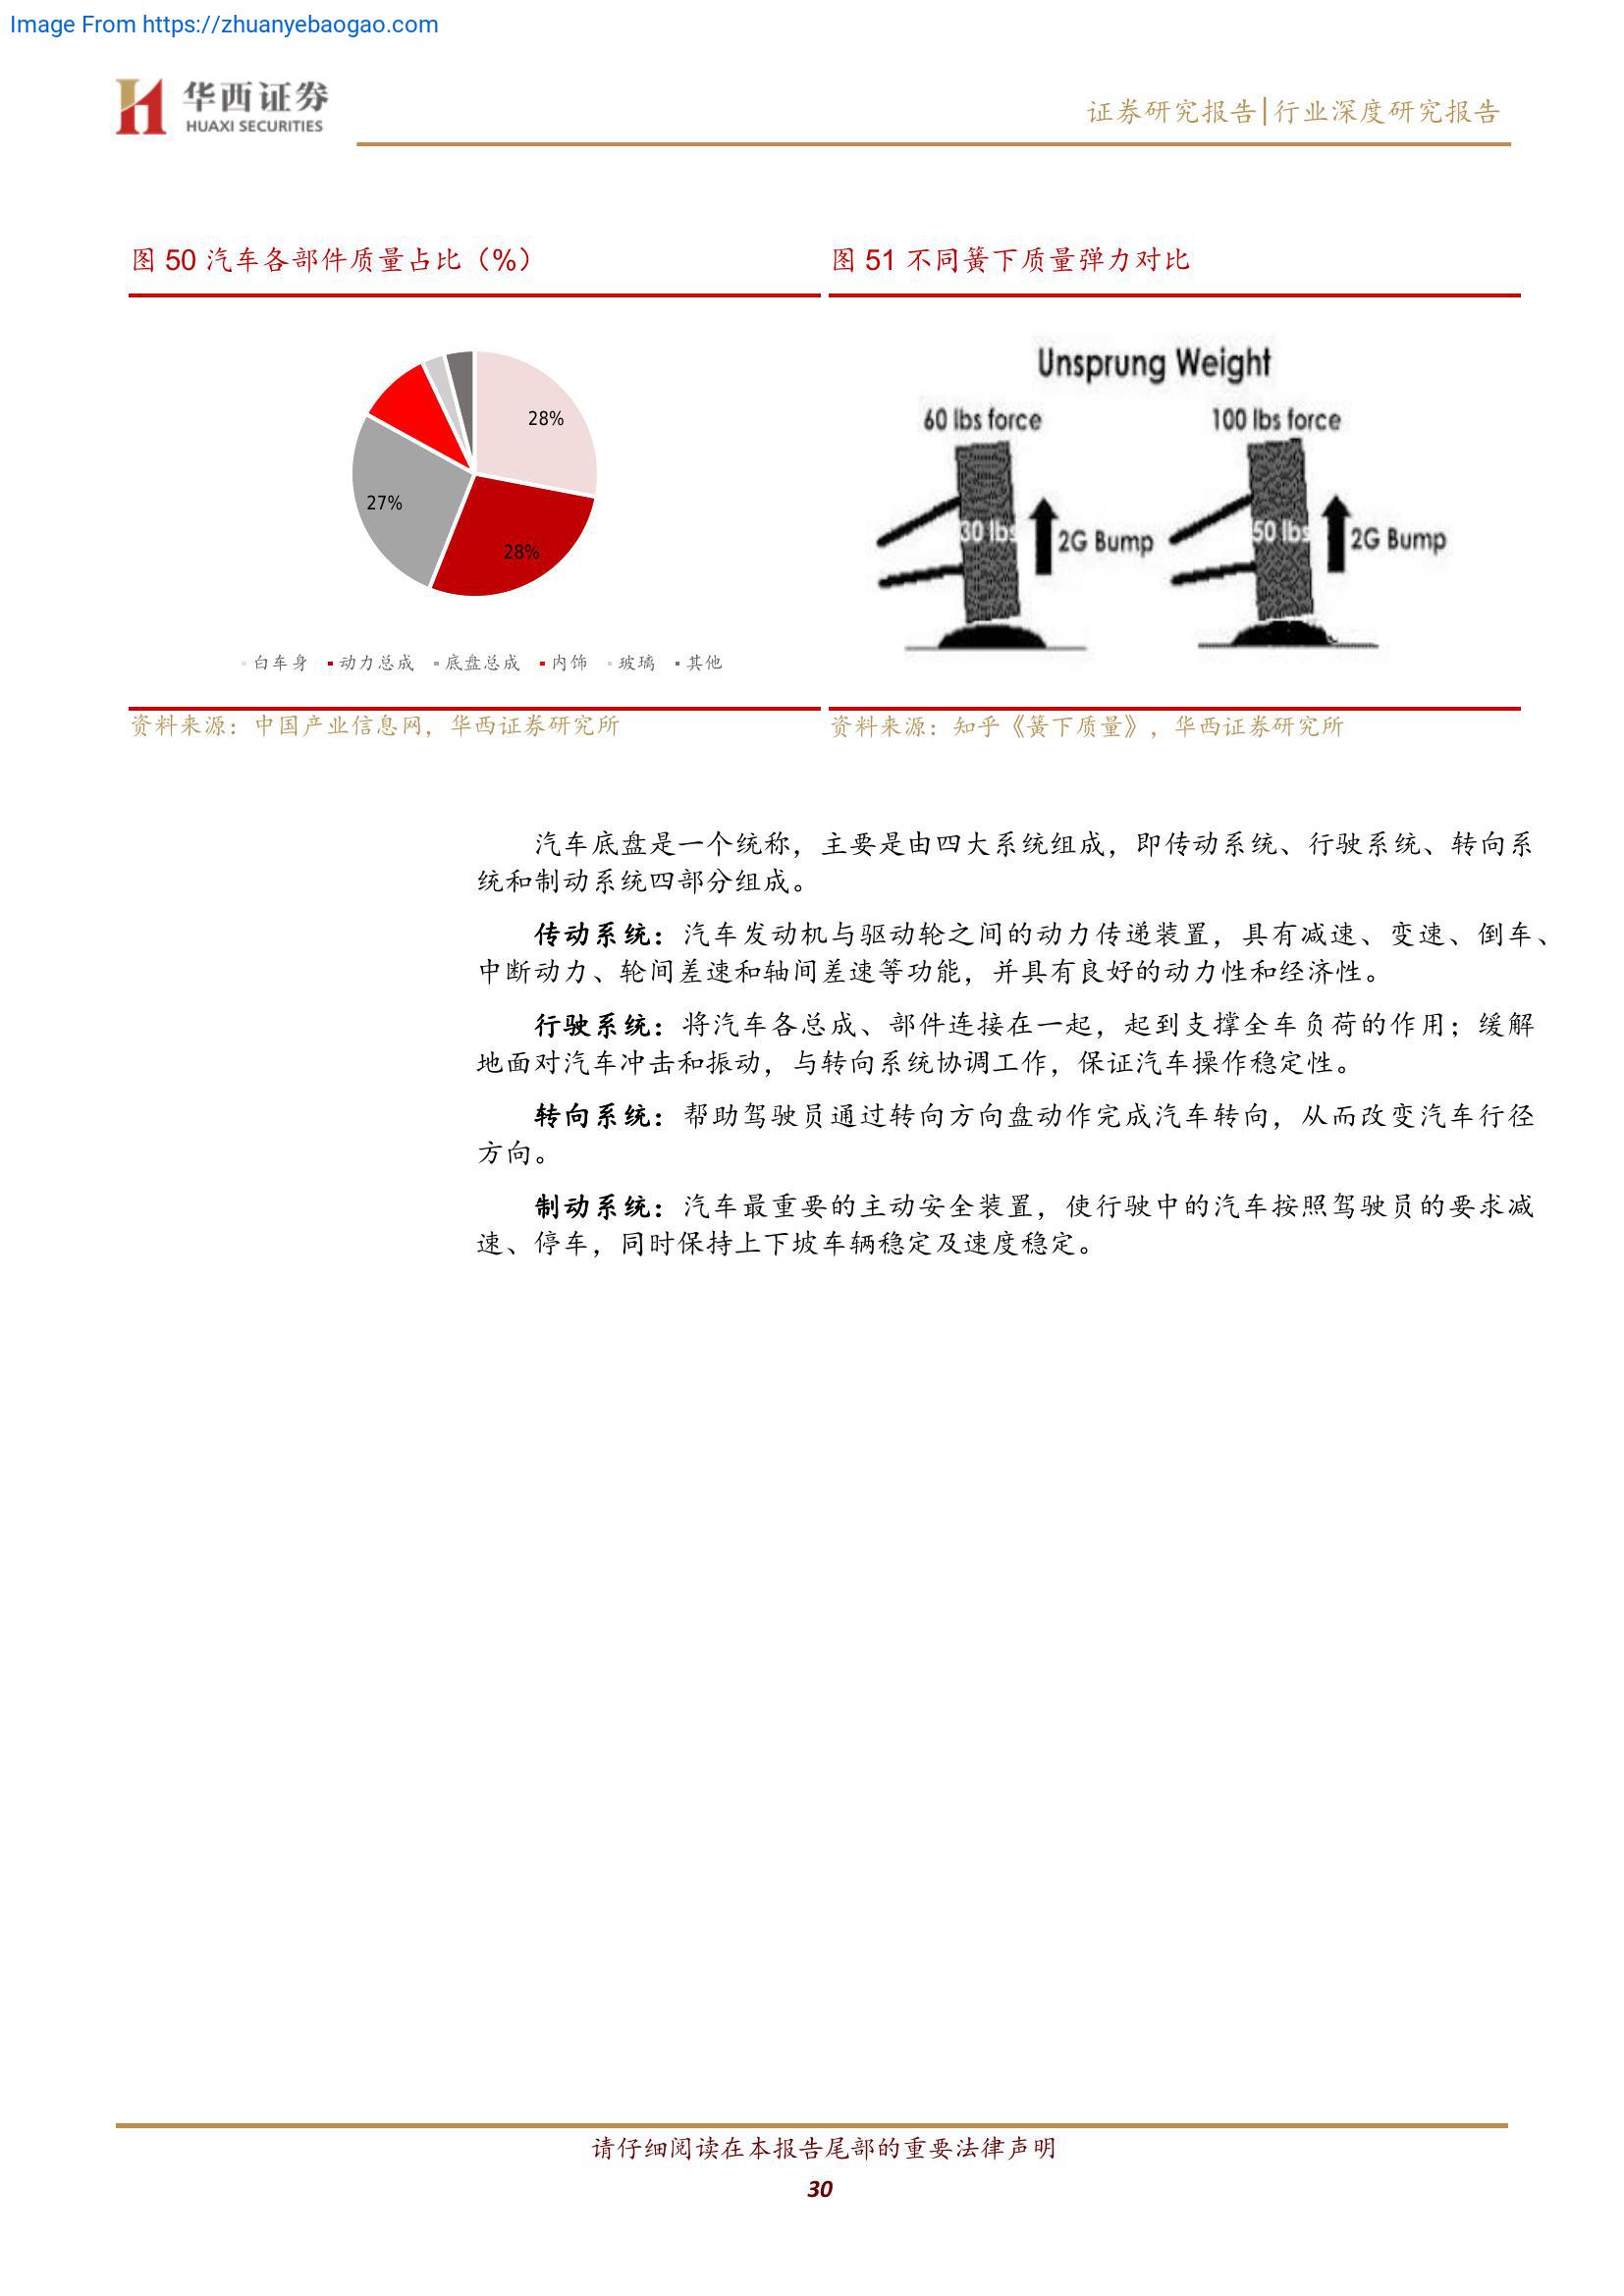 Image From https://zhuanyebaogao.com
华西证券
HUAXI SECURITIES
证券研究报告|行业深度研究报告
图 50 汽车各部件质量占比（%）
28%
27%
28%
白车身 动力总成 底盘总成 内饰 玻璃 其他
资料来源：中国产业信息网，华西证券研究所
图 51 不同簧下质量弹力对比
Unsprung Weight
60 lbs force 100 lbs force
30 lbs 2G Bump 50 lbs 2G Bump
资料来源：知乎《簧下质量》，华西证券研究所
汽车底盘是一个统称，主要是由四大系统组成，即传动系统、行驶系统、转向系
统和制动系统四部分组成。
传动系统：汽车发动机与驱动轮之间的动力传递装置，具有减速、变速、倒车、
中断动力、轮间差速和轴间差速等功能，并具有良好的动力性和经济性。
行驶系统：将汽车各总成、部件连接在一起，起到支撑全车负荷的作用；缓解
地面对汽车冲击和振动，与转向系统协调工作，保证汽车操作稳定性。
转向系统：帮助驾驶员通过转向方向盘动作完成汽车转向，从而改变汽车行径
方向。
制动系统：汽车最重要的主动安全装置，使行驶中的汽车按照驾驶员的要求减
速、停车，同时保持上下坡车辆稳定及速度稳定。
请仔细阅读在本报告尾部的重要法律声明
30